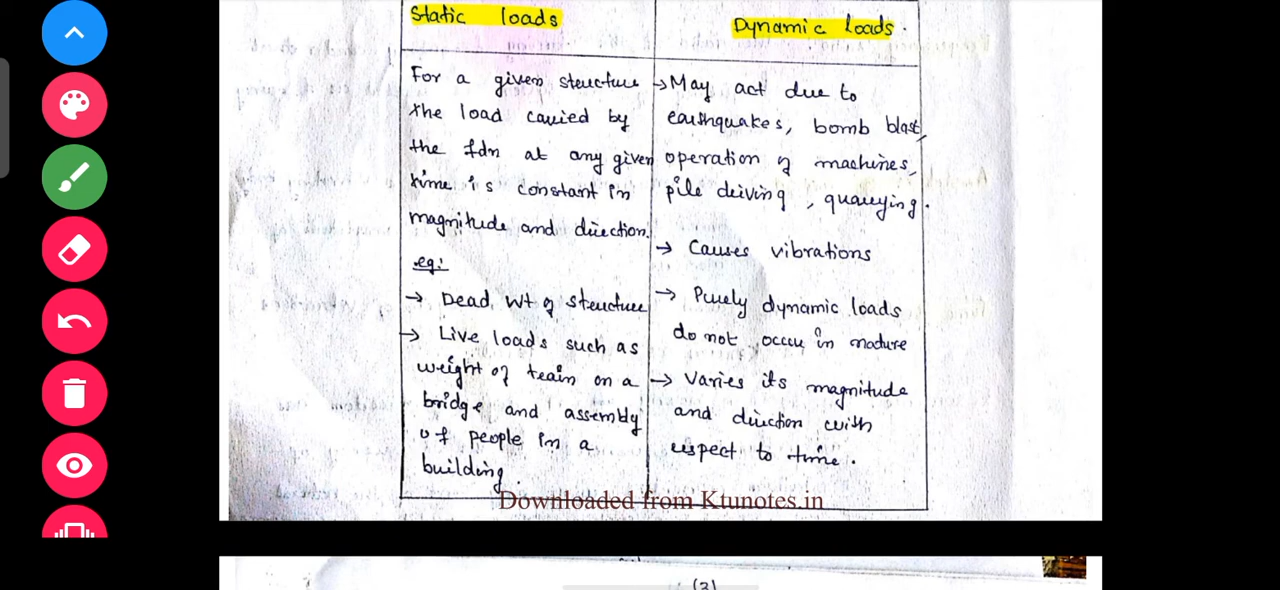 Static loads
Dynamic loads.
For a given structure
the load carried by
the fdn at any given
time is constant in
magnitude and direction.
eg:
→ Dead wt of structure
→ Live loads such as
weight of train on a
bridge and assembly
of people in a
building.
→ May act due to
earthquakes, bomb blast,
operation of machines,
pile driving, quarrying.
→ Causes vibrations
→ Purely dynamic loads
do not occur in nature
→ Varies its magnitude
and direction with
respect to time.
Downloaded from Ktunotes.in
(3)